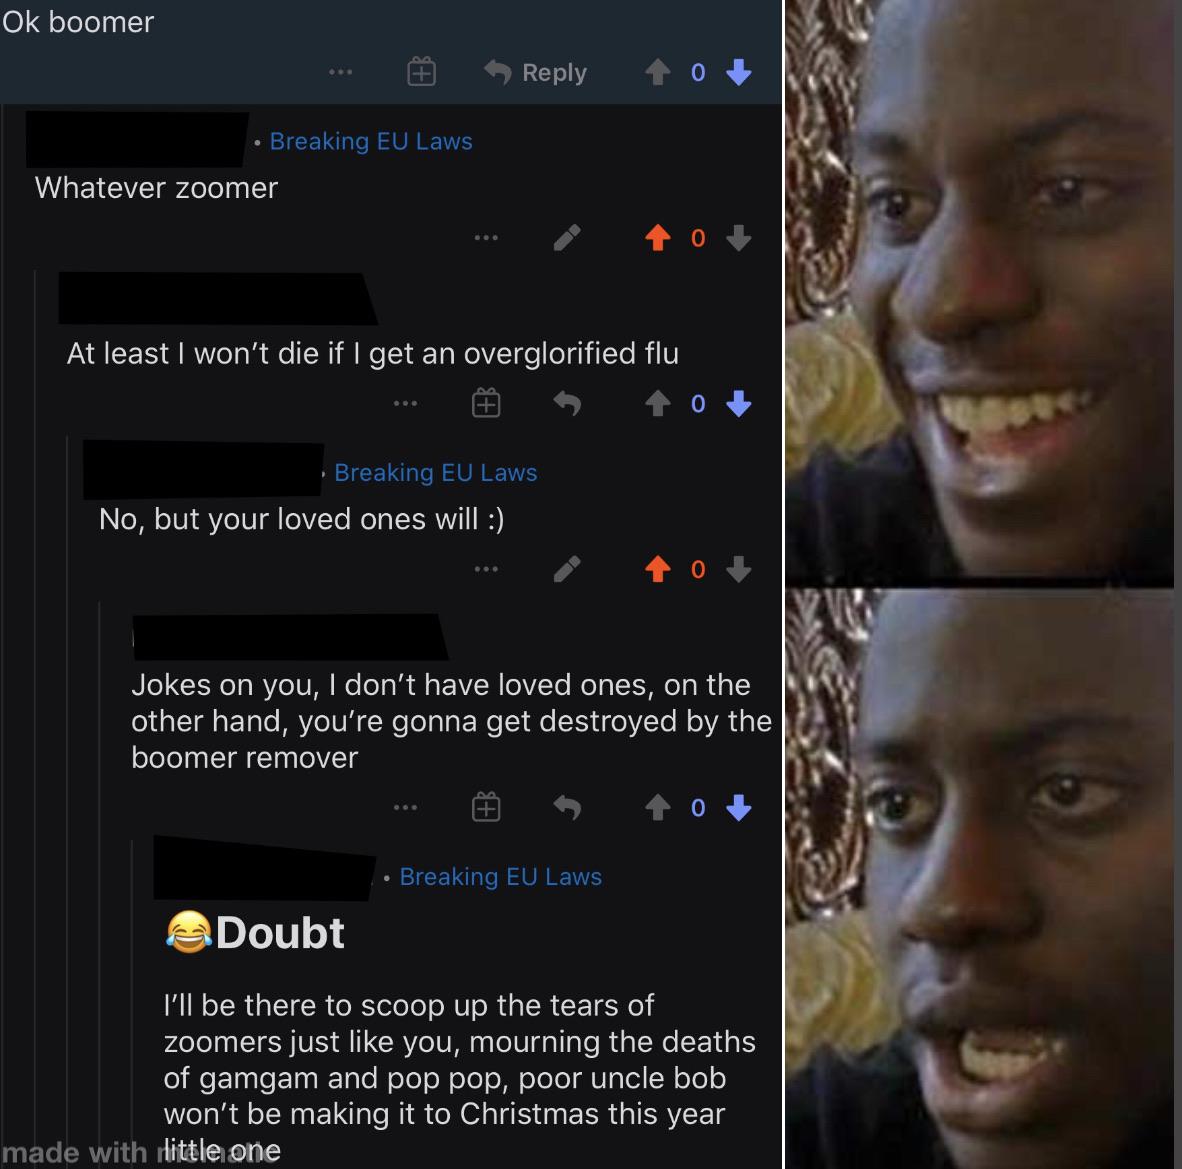 Ok boomer
... Reply 0
• Breaking EU Laws
Whatever zoomer
... 0
At least I won't die if I get an overglorified flu
... 0
• Breaking EU Laws
No, but your loved ones will :)
... 0
Jokes on you, I don't have loved ones, on the
other hand, you're gonna get destroyed by the
boomer remover
... 0
• Breaking EU Laws
😂Doubt
I'll be there to scoop up the tears of
zoomers just like you, mourning the deaths
of gamgam and pop pop, poor uncle bob
won't be making it to Christmas this year
little one
made with mematic